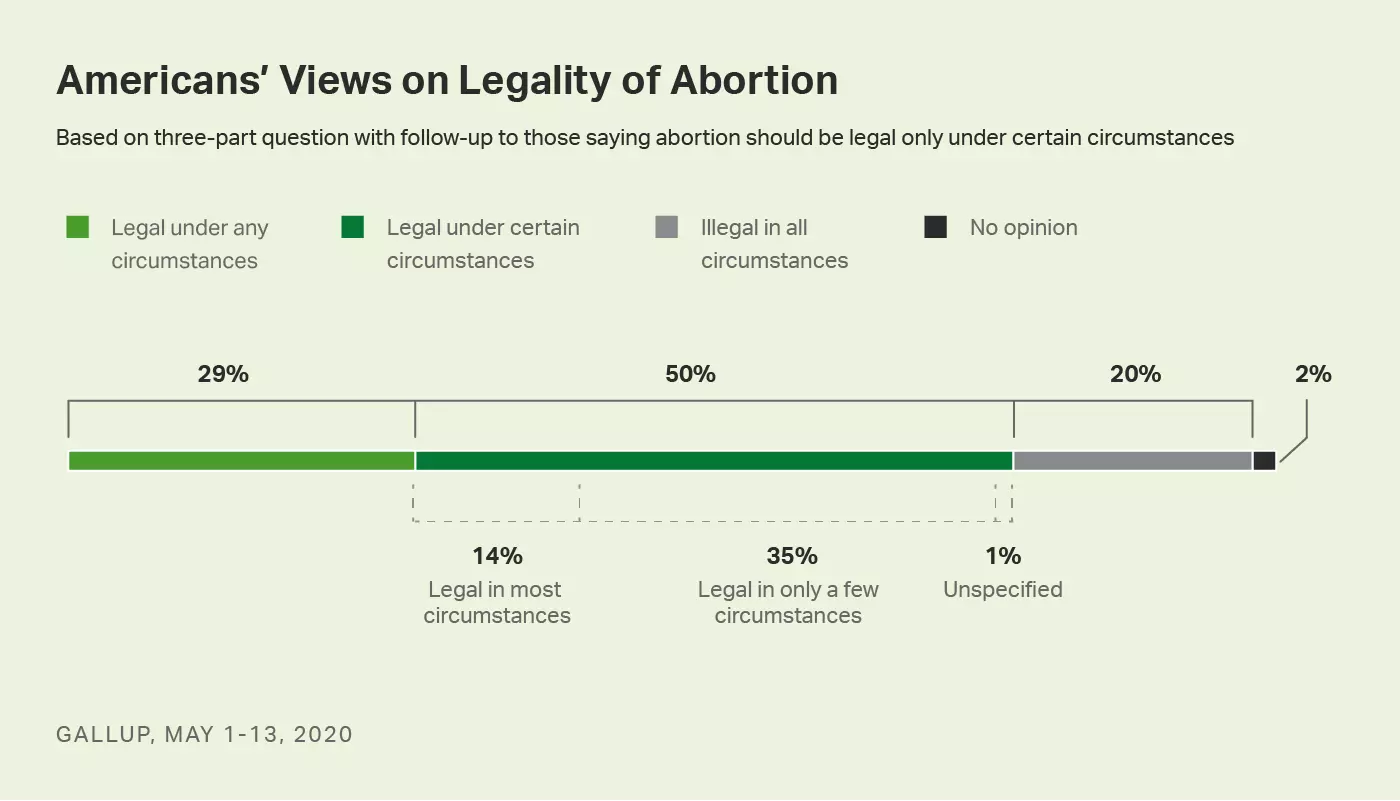 Americans’ Views on Legality of Abortion
Based on three-part question with follow-up to those saying abortion should be legal only under certain circumstances
Legal under any
circumstances
Legal under certain
circumstances
Illegal in all
circumstances
No opinion
29%
50%
20%
2%
14%
Legal in most
circumstances
35%
Legal in only a few
circumstances
1%
Unspecified
GALLUP, MAY 1-13, 2020